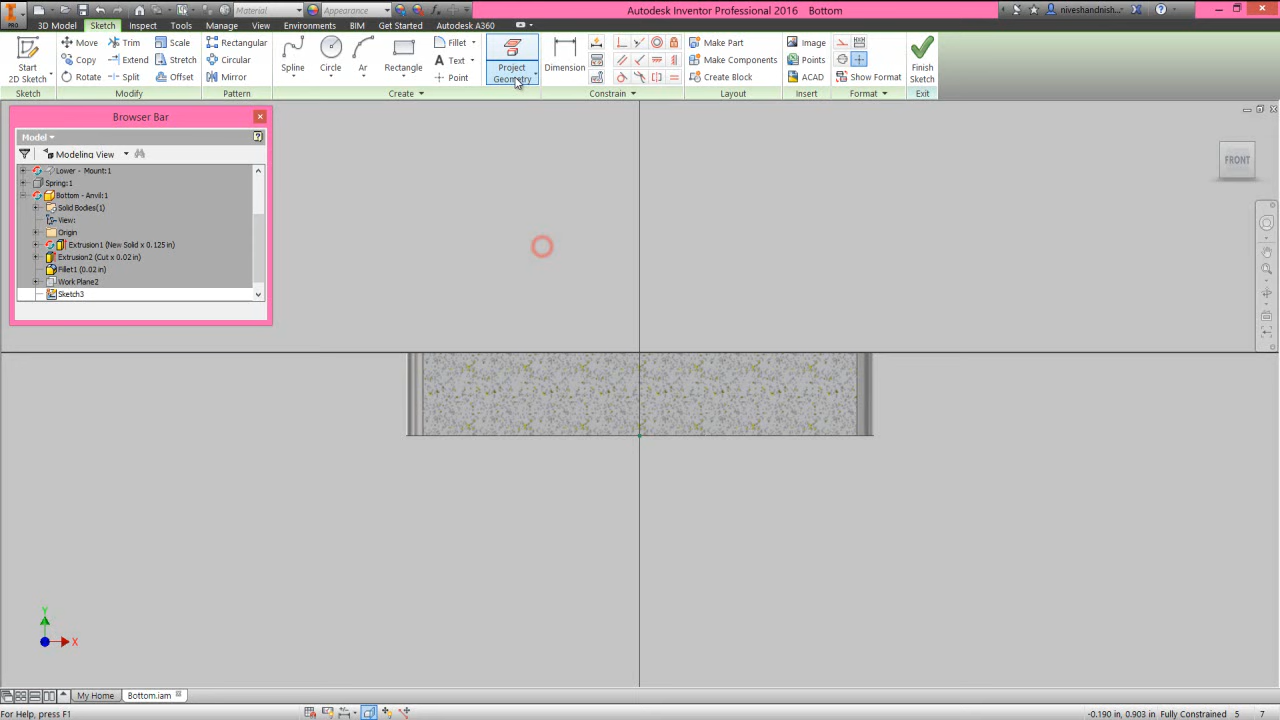 PRO
Material
Appearance
Autodesk Inventor Professional 2016 Bottom
niveshandnish...
3D Model Sketch Inspect Tools Manage View Environments BIM Get Started Autodesk A360
Start
2D Sketch
Move Trim Scale
Copy Extend Stretch
Rotate Split Offset
Rectangular
Circular
Mirror
Spline Circle Ar Rectangle
Fillet
Text
Point
Project
Geometry
Dimension
Make Part
Make Components
Create Block
Image
Points
ACAD
Show Format
Finish
Sketch
Sketch Modify Pattern Create Constrain Layout Insert Format Exit
Browser Bar
Model
Modeling View
Lower - Mount:1
Spring:1
Bottom - Anvil:1
Solid Bodies(1)
View:
Origin
Extrusion1 (New Solid x 0.125 in)
Extrusion2 (Cut x 0.02 in)
Fillet1 (0.02 in)
Work Plane2
Sketch3
FRONT
Y
X
My Home Bottom.iam
For Help, press F1
-0.190 in, 0.903 in Fully Constrained 5 7